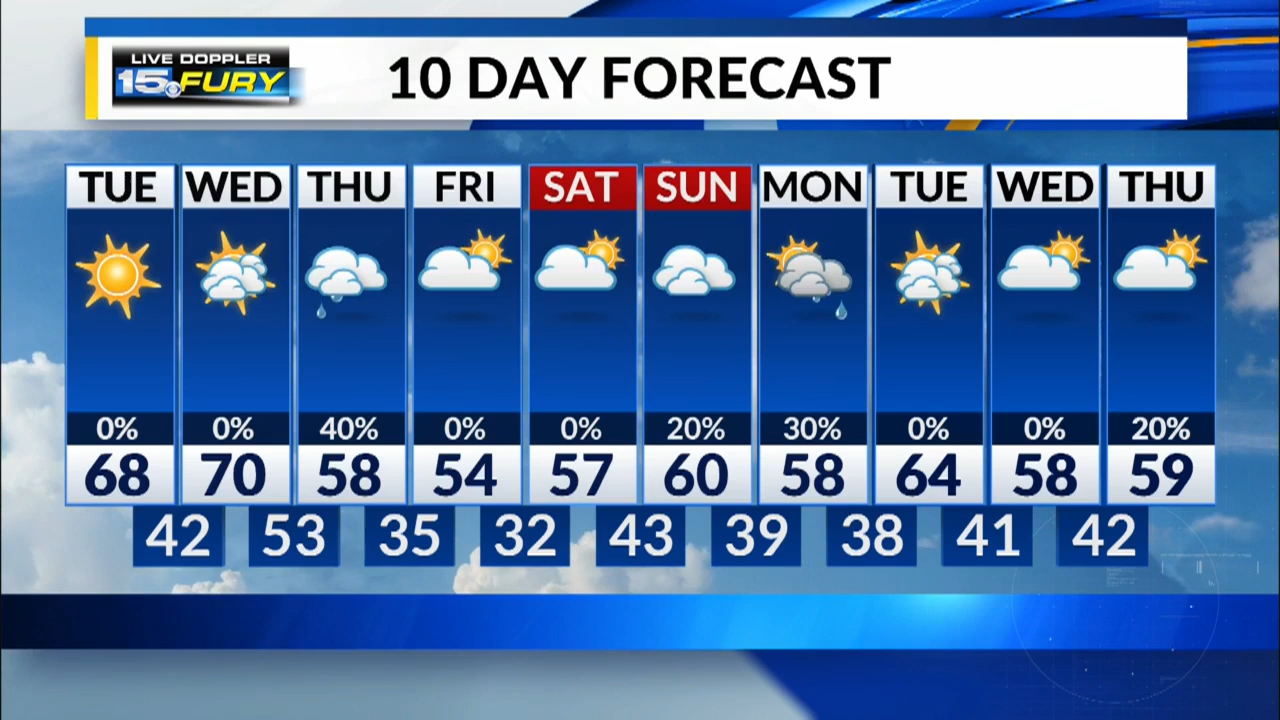 LIVE DOPPLER
15 FURY
10 DAY FORECAST
TUE WED THU FRI SAT SUN MON TUE WED THU
0% 0% 40% 0% 0% 20% 30% 0% 0% 20%
68 70 58 54 57 60 58 64 58 59
42 53 35 32 43 39 38 41 42